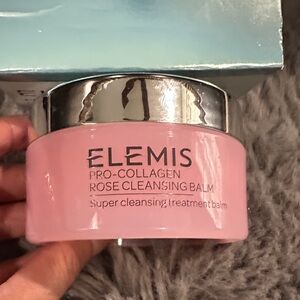 ELEMIS
PRO-COLLAGEN
ROSE CLEANSING BALM
Super cleansing treatment balm